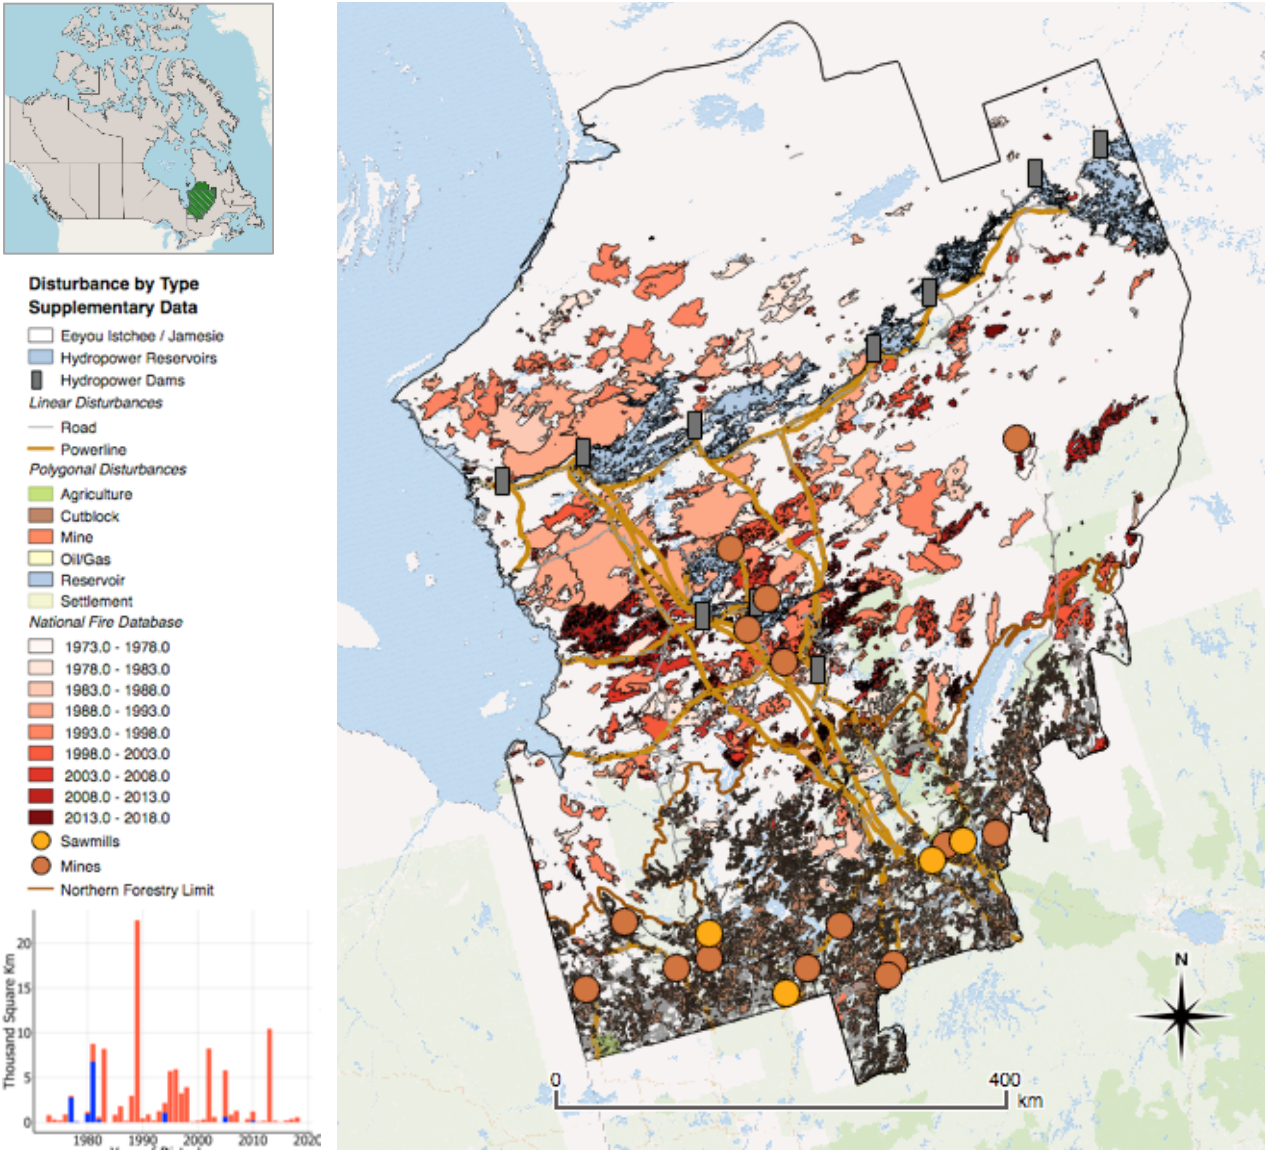 Disturbance by Type
Supplementary Data
Eeyou Istchee / Jamesie
Hydropower Reservoirs
Hydropower Dams
Linear Disturbances
Road
Powerline
Polygonal Disturbances
Agriculture
Cutblock
Mine
Oil/Gas
Reservoir
Settlement
National Fire Database
1973.0 - 1978.0
1978.0 - 1983.0
1983.0 - 1988.0
1988.0 - 1993.0
1993.0 - 1998.0
1998.0 - 2003.0
2003.0 - 2008.0
2008.0 - 2013.0
2013.0 - 2018.0
Sawmills
Mines
Northern Forestry Limit
Thousand Square Km
20
15
10
5
0
1980
1990
2000
2010
2020
0
400
km
N